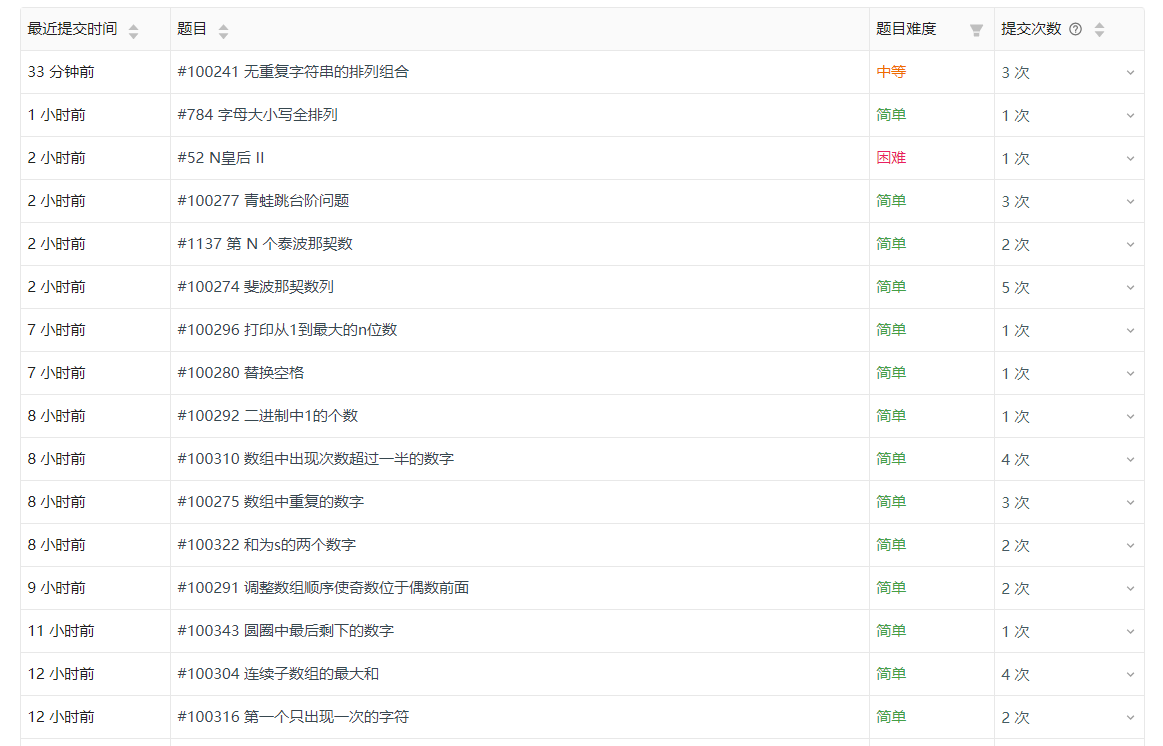 最近提交时间 题目 题目难度 提交次数
33 分钟前 #100241 无重复字符串的排列组合 中等 3 次
1 小时前 #784 字母大小写全排列 简单 1 次
2 小时前 #52 N皇后 II 困难 1 次
2 小时前 #100277 青蛙跳台阶问题 简单 3 次
2 小时前 #1137 第 N 个泰波那契数 简单 2 次
2 小时前 #100274 斐波那契数列 简单 5 次
7 小时前 #100296 打印从1到最大的n位数 简单 1 次
7 小时前 #100280 替换空格 简单 1 次
8 小时前 #100292 二进制中1的个数 简单 1 次
8 小时前 #100310 数组中出现次数超过一半的数字 简单 4 次
8 小时前 #100275 数组中重复的数字 简单 3 次
8 小时前 #100322 和为s的两个数字 简单 2 次
9 小时前 #100291 调整数组顺序使奇数位于偶数前面 简单 2 次
11 小时前 #100343 圆圈中最后剩下的数字 简单 1 次
12 小时前 #100304 连续子数组的最大和 简单 4 次
12 小时前 #100316 第一个只出现一次的字符 简单 2 次